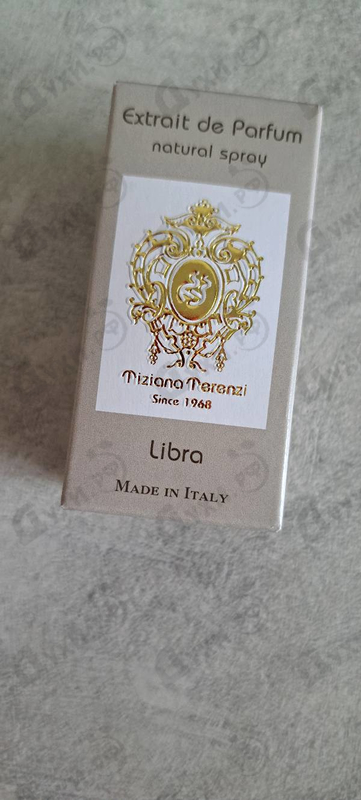 Extrait de Parfum
natural spray
Tiziana Terenzi
Since 1968
Libra
MADE IN ITALY